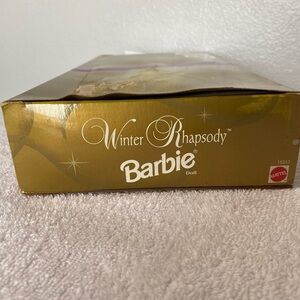 Winter Rhapsody™
Barbie®
Doll
MATTEL